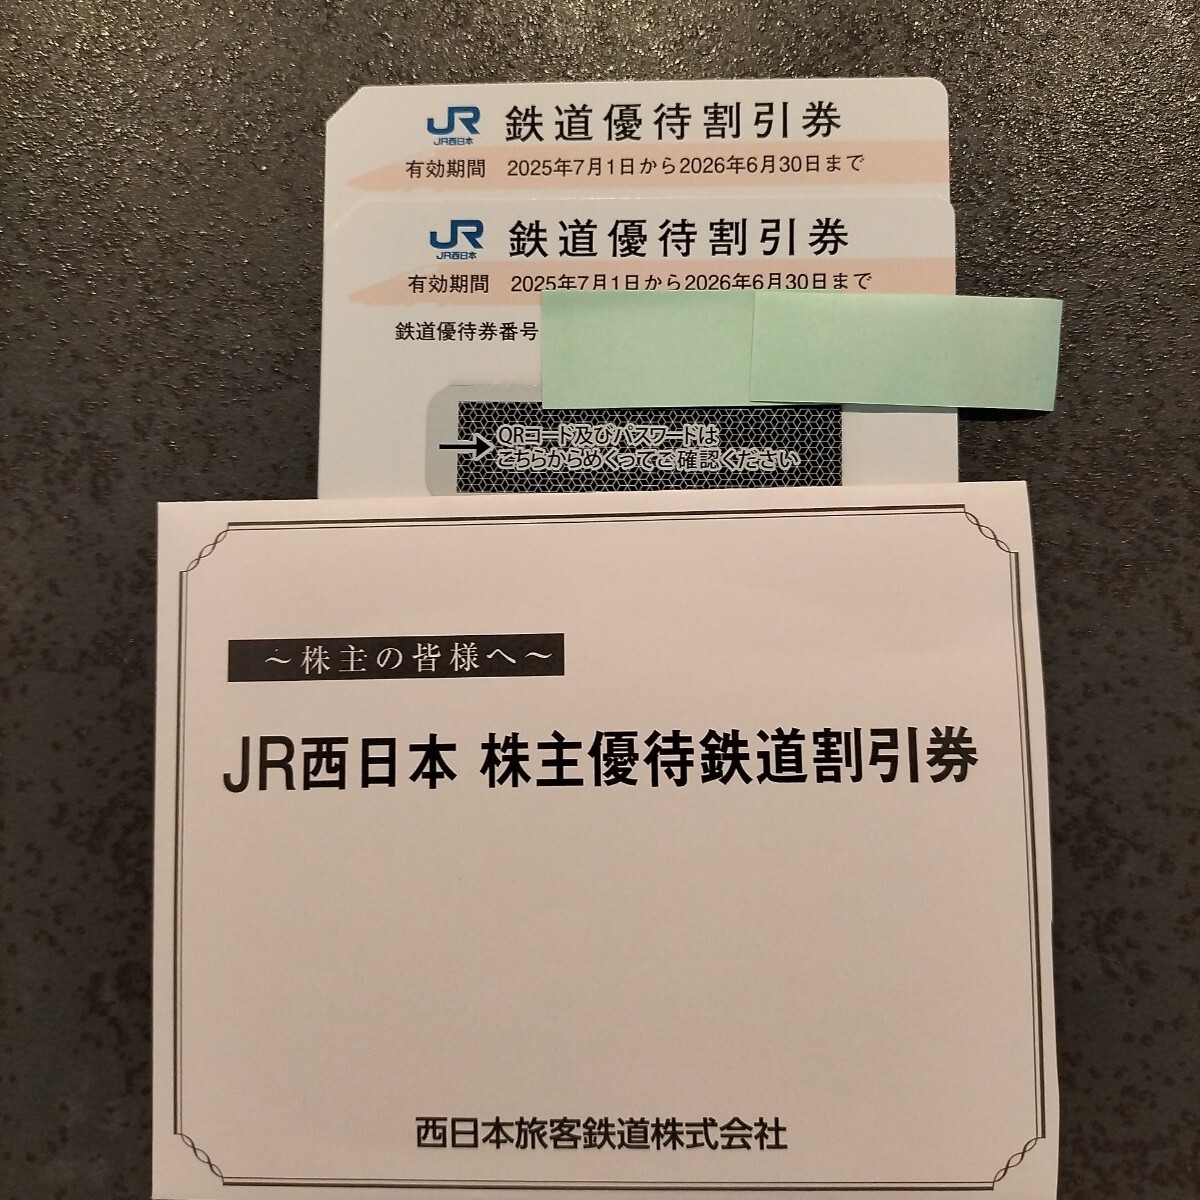 JR 鉄道優待割引券
JR西日本
有効期間 2025年7月1日から2026年6月30日まで
JR 鉄道優待割引券
JR西日本
有効期間 2025年7月1日から2026年6月30日まで
鉄道優待券番号
QRコード及びパスワードは
こちらからめくってご確認ください
～株主の皆様へ～
JR西日本 株主優待鉄道割引券
西日本旅客鉄道株式会社